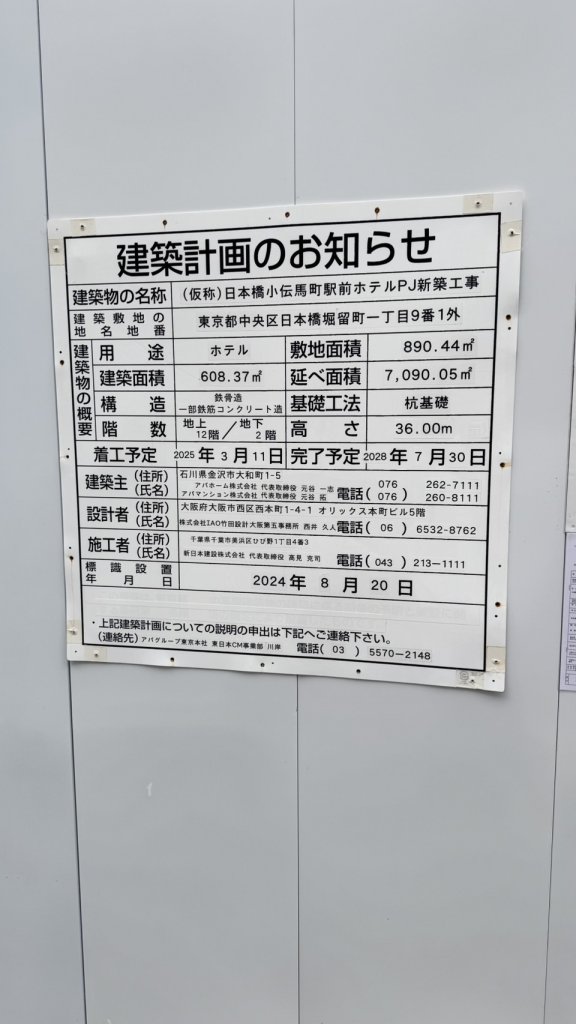 建築計画のお知らせ
建築物の名称 (仮称)日本橋小伝馬町駅前ホテルPJ新築工事
建築敷地の地名地番 東京都中央区日本橋堀留町一丁目9番1外
建築物の概要
用途 ホテル 敷地面積 890.44㎡
建築面積 608.37㎡ 延べ面積 7,090.05㎡
構造 鉄骨造 一部鉄筋コンクリート造 基礎工法 杭基礎
階数 地上12階/地下2階 高さ 36.00m
着工予定 2025年3月11日 完了予定 2028年7月30日
建築主(住所)(氏名) 石川県金沢市大和町1-5
アパホーム株式会社 代表取締役 元谷 一志
アパマンション株式会社 代表取締役 元谷 拓
電話 076 262-7111
(076) 260-8111
設計者(住所)(氏名) 大阪府大阪市西区西本町1-4-1 オリックス本町ビル5階
株式会社IAO竹田設計大阪第五事務所 西井 久人 電話(06)6532-8762
施工者(住所)(氏名) 千葉県千葉市美浜区ひび野1丁目4番3
新日本建設株式会社 代表取締役 高見 克司 電話(043)213-1111
標識設置年月日 2024年8月20日
・上記建築計画についての説明の申出は下記へご連絡下さい。
(連絡先)アパグループ東京本社 東日本CM事業部 川岸 電話(03)5570-2148